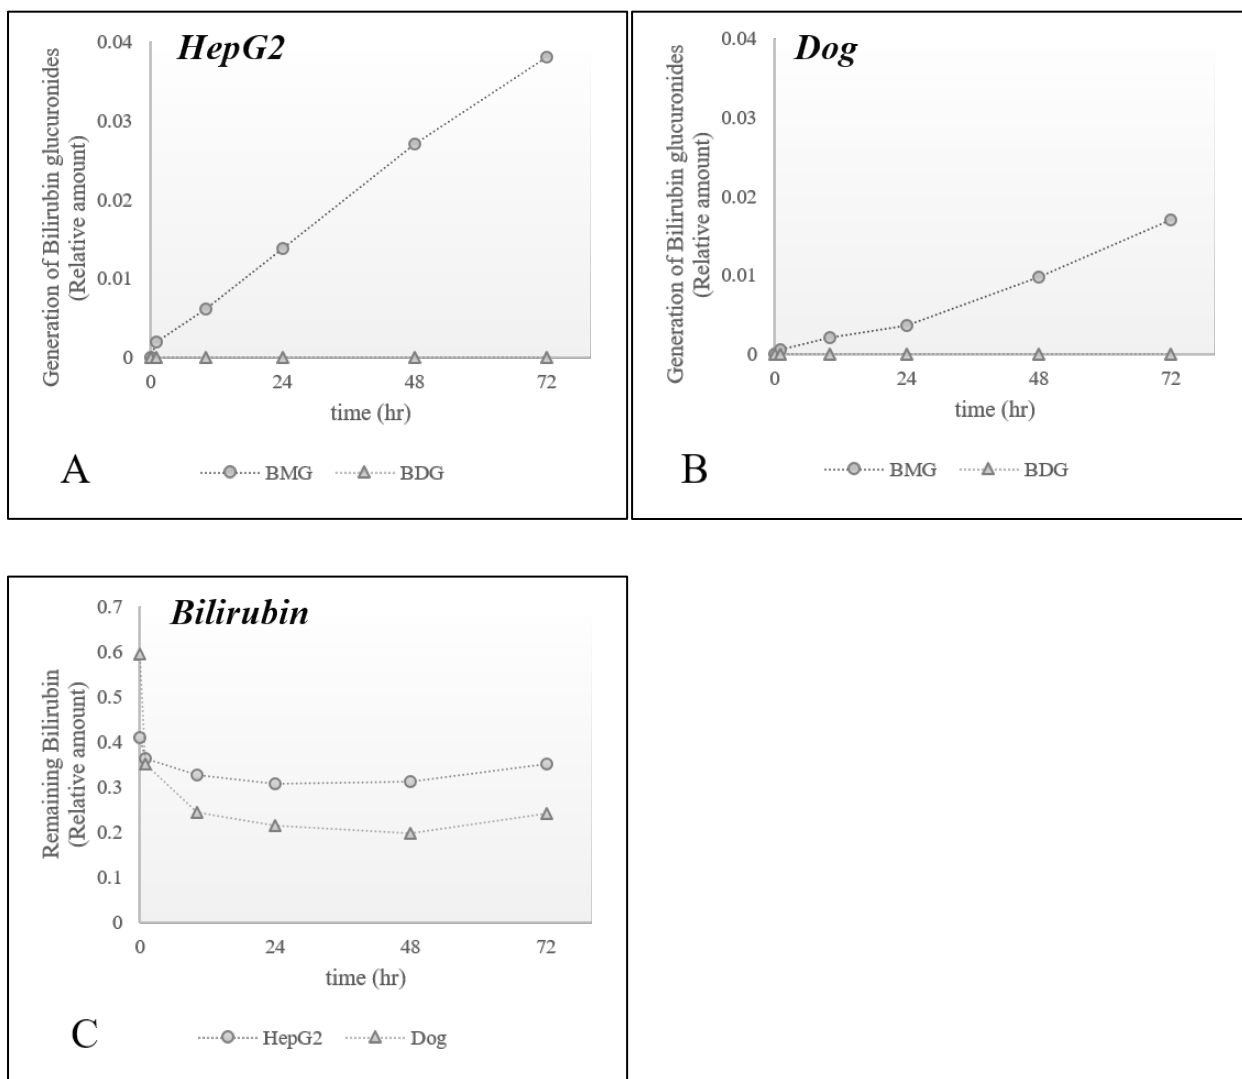 HepG2
Generation of Bilirubin glucuronides
(Relative amount)
0.04
0.03
0.02
0.01
0
0 24 48 72
time (hr)
A
BMG BDG
Dog
Generation of Bilirubin glucuronides
(Relative amount)
0.04
0.03
0.02
0.01
0
0 24 48 72
time (hr)
B
BMG BDG
Bilirubin
Remaining Bilirubin
(Relative amount)
0.7
0.6
0.5
0.4
0.3
0.2
0.1
0
0 24 48 72
time (hr)
C
HepG2 Dog